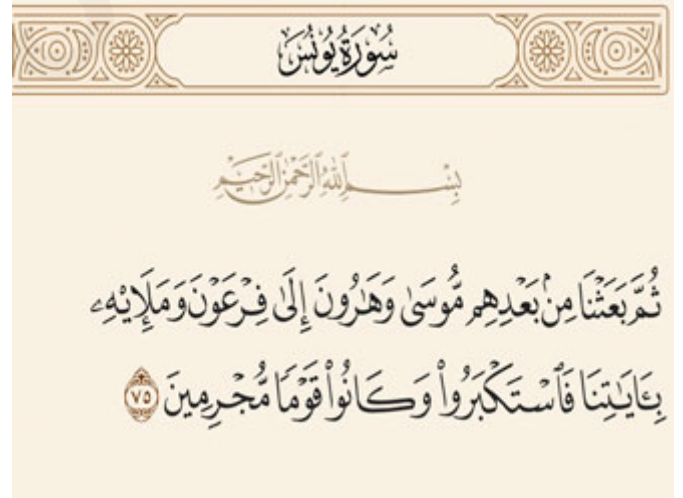 سُورَةُ يُونُسَ
بِسْمِ ٱللَّهِ ٱلرَّحْمَٰنِ ٱلرَّحِيمِ
ثُمَّ بَعَثْنَا مِنۢ بَعْدِهِم مُّوسَىٰ وَهَٰرُونَ إِلَىٰ فِرْعَوْنَ وَمَلَإِي۟هِۦ
بِـَٔايَٰتِنَا فَٱسْتَكْبَرُوا۟ وَكَانُوا۟ قَوْمًا مُّجْرِمِينَ ٧٥